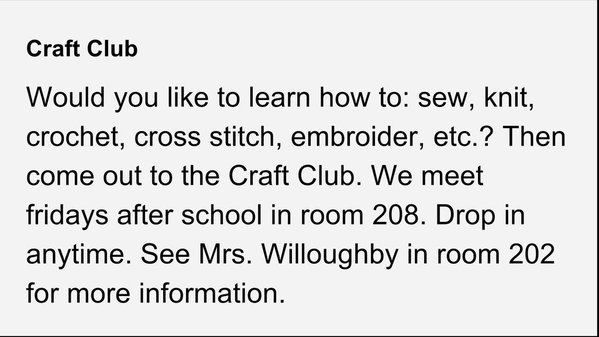 Craft Club
Would you like to learn how to: sew, knit,
crochet, cross stitch, embroider, etc.? Then
come out to the Craft Club. We meet
fridays after school in room 208. Drop in
anytime. See Mrs. Willoughby in room 202
for more information.